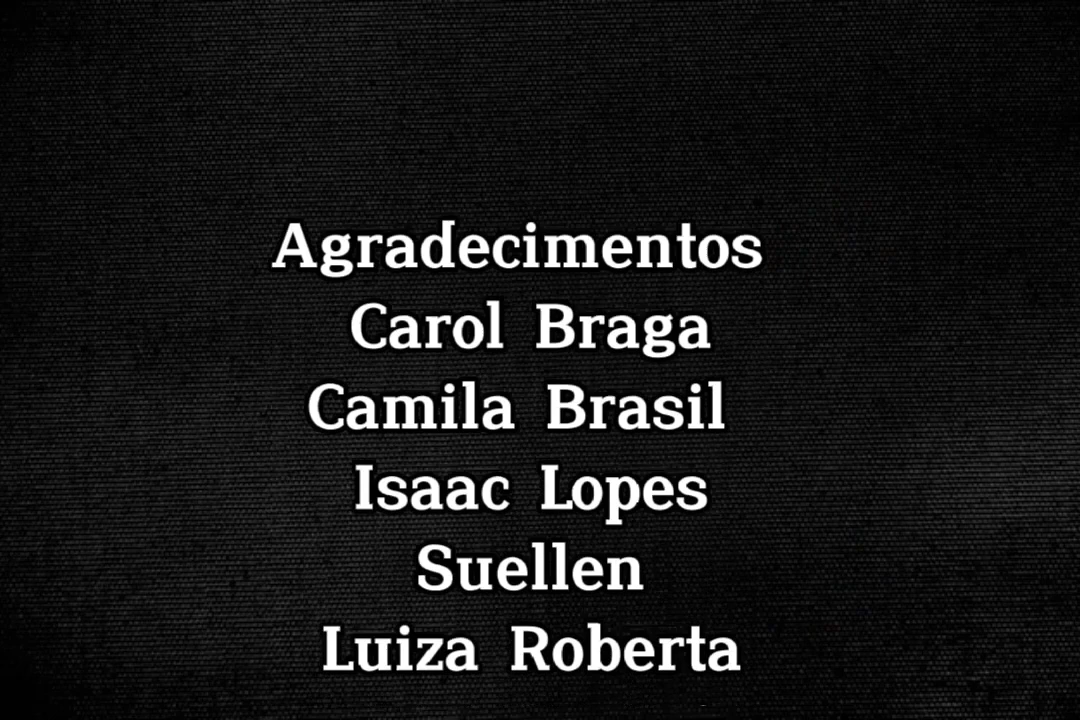 Agradecimentos
Carol Braga
Camila Brasil
Isaac Lopes
Suellen
Luiza Roberta